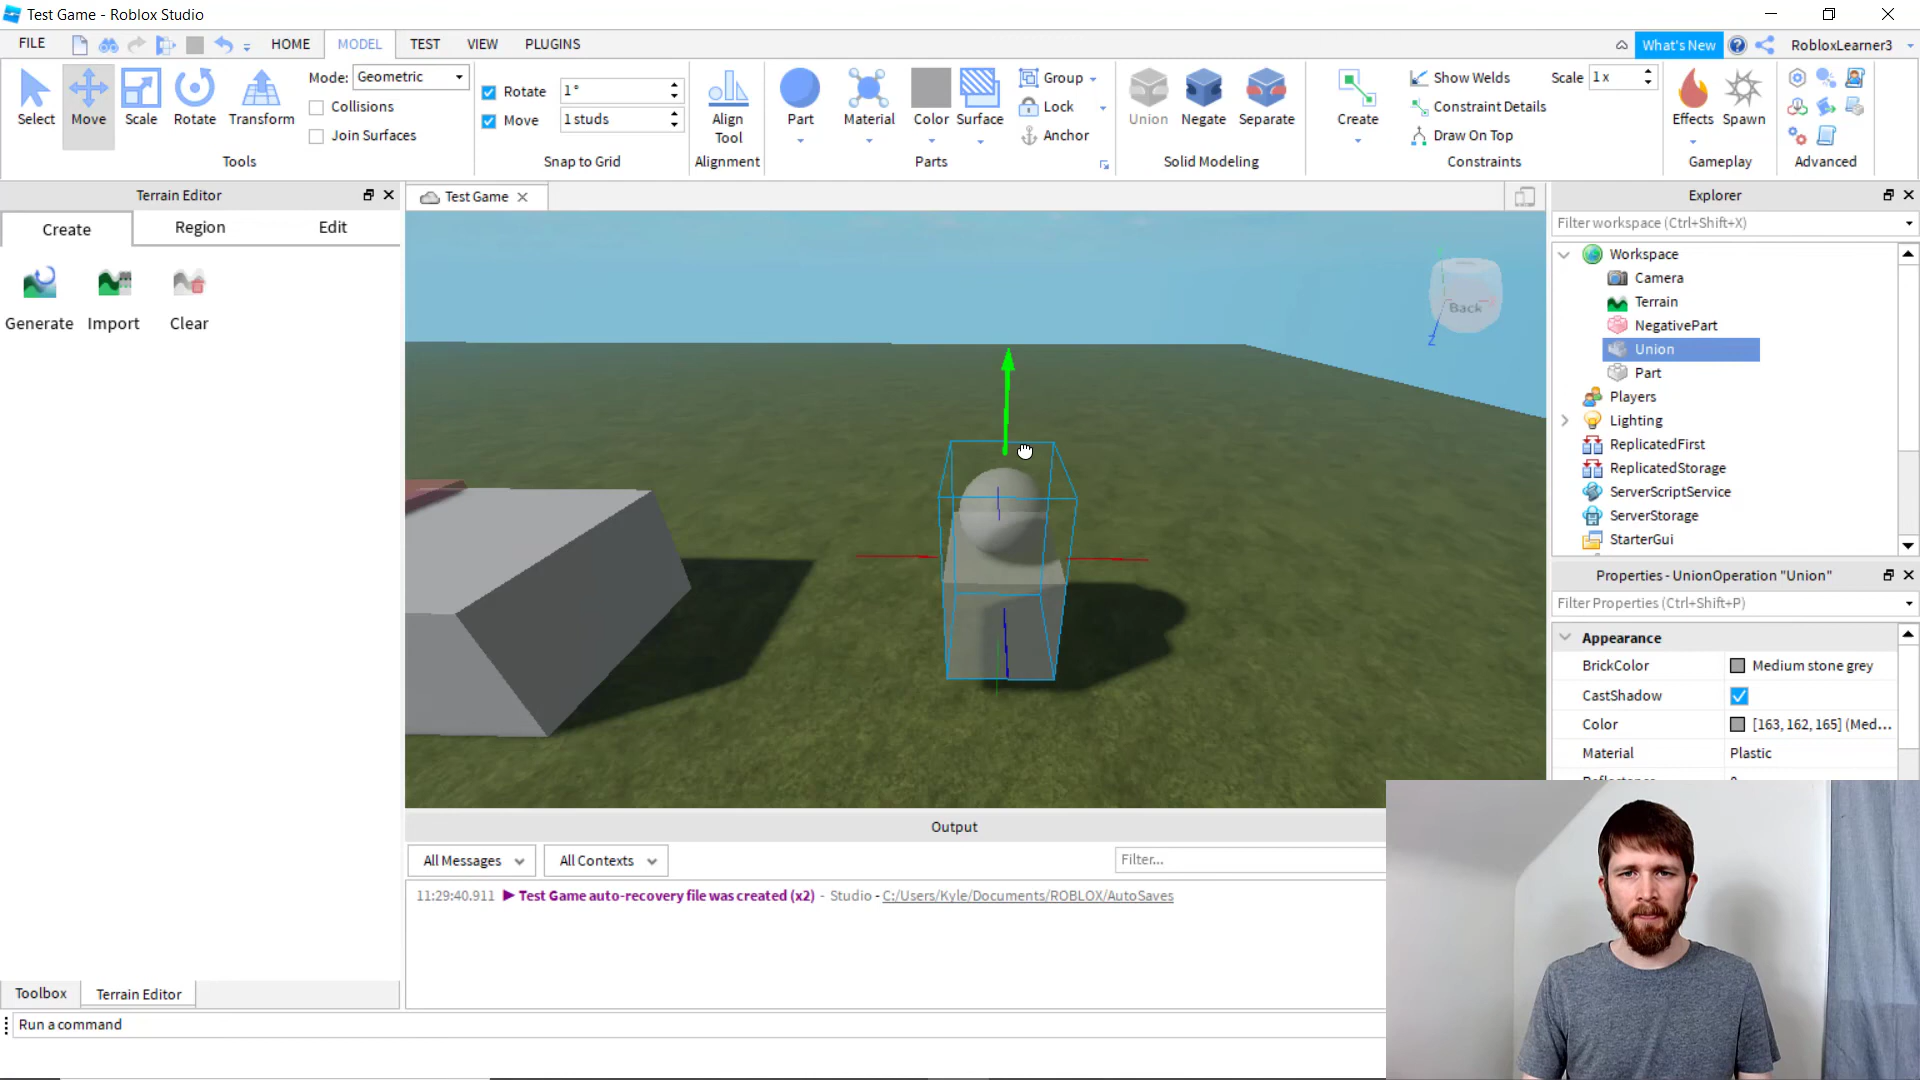 Test Game - Roblox Studio
FILE HOME MODEL TEST VIEW PLUGINS What's New RobloxLearner3
Select Move Scale Rotate Transform
Mode: Geometric
Collisions
Join Surfaces
Tools
Rotate 1°
Move 1 studs
Snap to Grid
Align
Tool
Alignment
Part Material Color Surface
Group
Lock
Anchor
Parts
Union Negate Separate
Solid Modeling
Create
Show Welds Scale 1 x
Constraint Details
Draw On Top
Constraints
Effects Spawn
Gameplay
Advanced
Terrain Editor
Create Region Edit
Generate Import Clear
Test Game
Back
Z
Explorer
Filter workspace (Ctrl+Shift+X)
Workspace
Camera
Terrain
NegativePart
Union
Part
Players
Lighting
ReplicatedFirst
ReplicatedStorage
ServerScriptService
ServerStorage
StarterGui
Properties - UnionOperation "Union"
Filter Properties (Ctrl+Shift+P)
Appearance
BrickColor Medium stone grey
CastShadow
Color [163, 162, 165] (Med...
Material Plastic
Output
All Messages All Contexts Filter...
11:29:40.911 Test Game auto-recovery file was created (x2) - Studio - C:/Users/Kyle/Documents/ROBLOX/AutoSaves
Toolbox Terrain Editor
Run a command